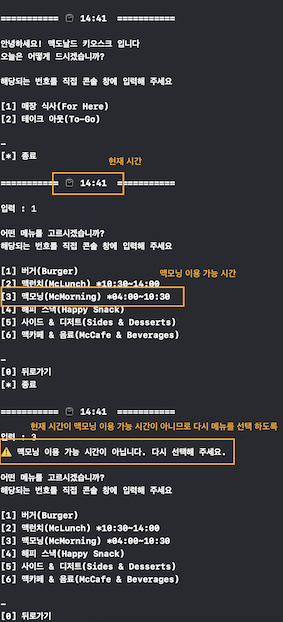 =========== 🕑 14:41 ===========
안녕하세요! 맥도날드 키오스크 입니다
오늘은 어떻게 드시겠습니까?
해당되는 번호를 직접 콘솔 창에 입력해 주세요
[1] 매장 식사(For Here)
[2] 테이크 아웃(To-Go)
_
[*] 종료
현재 시간
=========== 🕑 14:41 ===========
입력 : 1
어떤 메뉴를 고르시겠습니까?
해당되는 번호를 콘솔 창에 입력해 주세요
[1] 버거(Burger)
맥모닝 이용 가능 시간
[2] 맥런치(McLunch) *10:30~14:00
[3] 맥모닝(McMorning) *04:00~10:30
[4] 해피 스낵(Happy Snack)
[5] 사이드 & 디저트(Sides & Desserts)
[6] 맥카페 & 음료(McCafe & Beverages)
_
[0] 뒤로가기
[*] 종료
=========== 🕑 14:41 ===========
현재 시간이 맥모닝 이용 가능 시간이 아니므로 다시 메뉴를 선택 하도록
입력 : 3
⚠️ 맥모닝 이용 가능 시간이 아닙니다. 다시 선택해 주세요.
어떤 메뉴를 고르시겠습니까?
해당되는 번호를 콘솔 창에 입력해 주세요
[1] 버거(Burger)
[2] 맥런치(McLunch) *10:30~14:00
[3] 맥모닝(McMorning) *04:00~10:30
[4] 해피 스낵(Happy Snack)
[5] 사이드 & 디저트(Sides & Desserts)
[6] 맥카페 & 음료(McCafe & Beverages)
_
[0] 뒤로가기